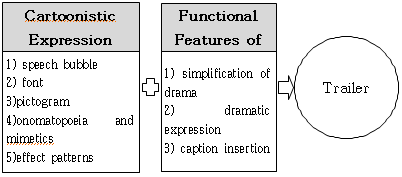 Cartoonistic
Expression
1) speech bubble
2) font
3)pictogram
4)onomatopoeia and
mimetics
5)effect patterns
Functional
Features of
1) simplification of
drama
2) dramatic
expression
3) caption insertion
Trailer